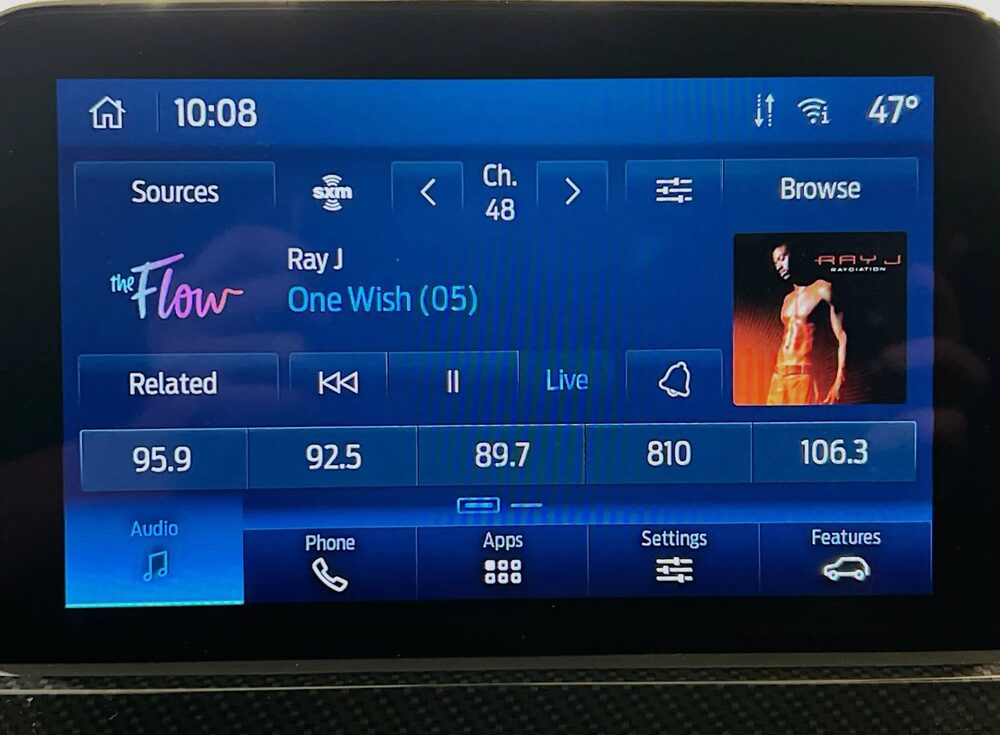 10:08
47°
Sources
sxm
Ch.
48
Browse
the Flow
Ray J
One Wish (05)
RAY J
RAYDIATION
Related
Live
95.9
92.5
89.7
810
106.3
Audio
Phone
Apps
Settings
Features